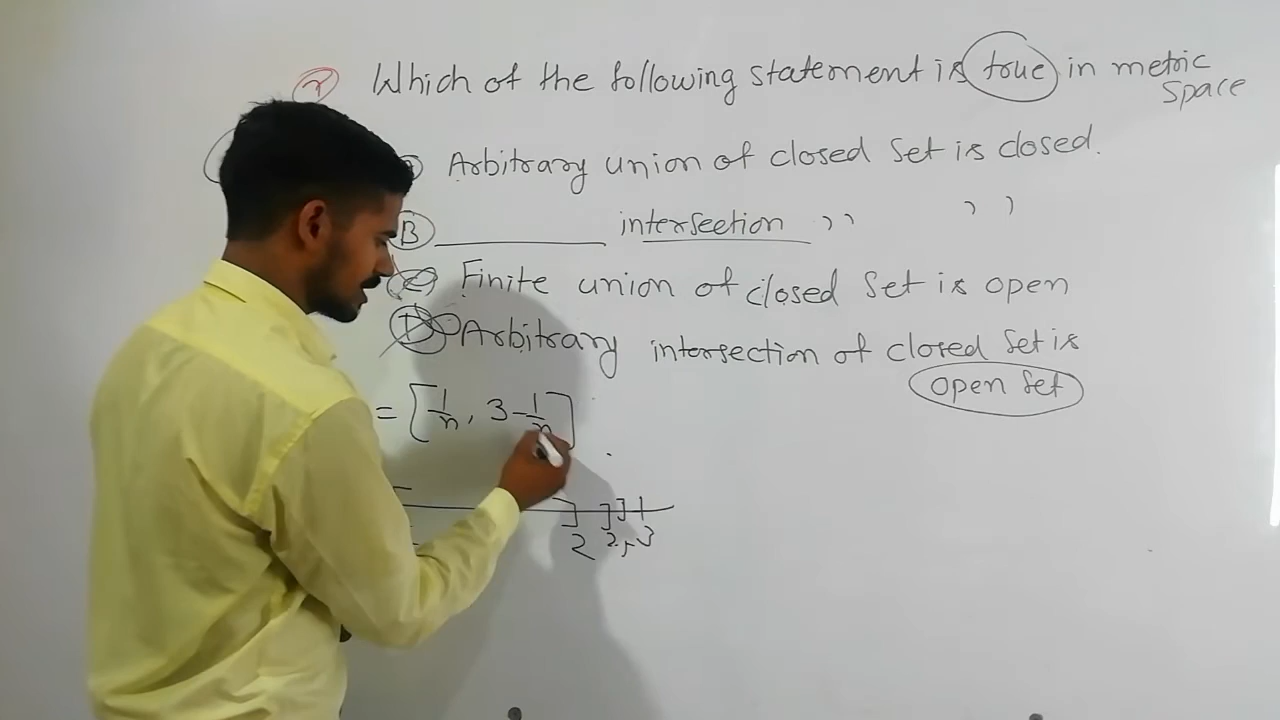 Which of the following statement is true in metric
space
Arbitrary union of closed set is closed.
B ________ intersection ,, ,,
C Finite union of closed set is open
D Arbitrary intersection of closed set is
open set
= [1/n, 3-1/n]
] ] ]
2 3